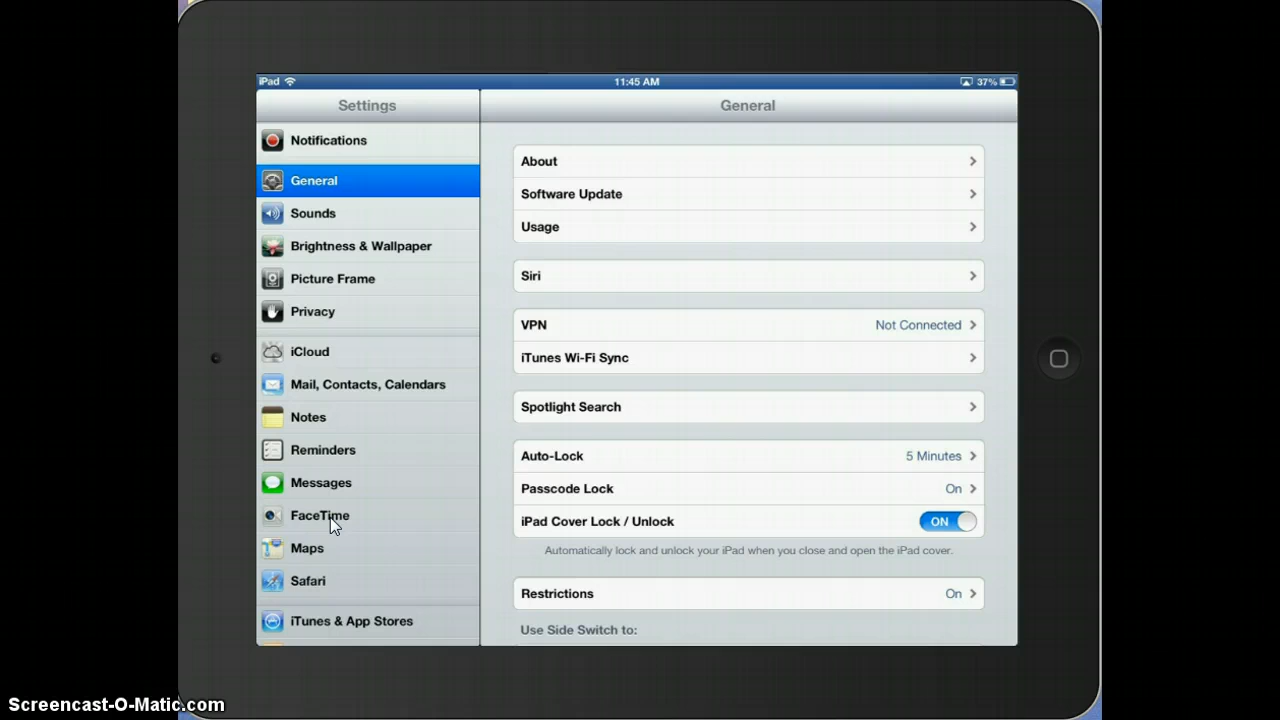 iPad 11:45 AM 37%
Settings
Notifications
General
Sounds
Brightness & Wallpaper
Picture Frame
Privacy
iCloud
Mail, Contacts, Calendars
Notes
Reminders
Messages
FaceTime
Maps
Safari
iTunes & App Stores
General
About
Software Update
Usage
Siri
VPN Not Connected
iTunes Wi-Fi Sync
Spotlight Search
Auto-Lock 5 Minutes
Passcode Lock On
iPad Cover Lock / Unlock ON
Automatically lock and unlock your iPad when you close and open the iPad cover.
Restrictions On
Use Side Switch to:
Screencast-O-Matic.com